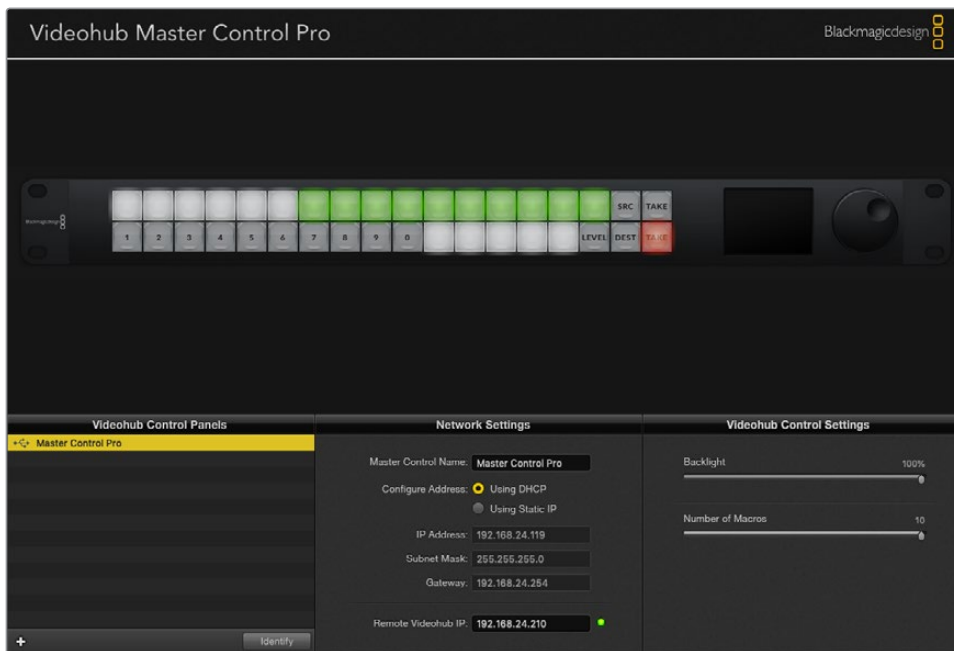 Videohub Master Control Pro
Blackmagicdesign
Blackmagicdesign
SRC TAKE
1 2 3 4 5 6 7 8 9 0 LEVEL DEST TAKE
Videohub Control Panels
Master Control Pro
Identify
Network Settings
Master Control Name: Master Control Pro
Configure Address: Using DHCP
Using Static IP
IP Address: 192.168.24.119
Subnet Mask: 255.255.255.0
Gateway: 192.168.24.254
Remote Videohub IP: 192.168.24.210
Videohub Control Settings
Backlight 100%
Number of Macros 10